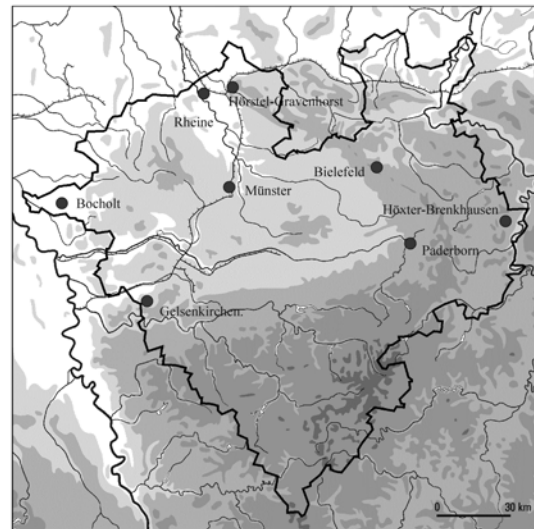 Hörstel-Gravenhorst
Rheine
Bielefeld
Münster
Höxter-Brenkhausen
Bocholt
Paderborn
Gelsenkirchen.
0 30 km